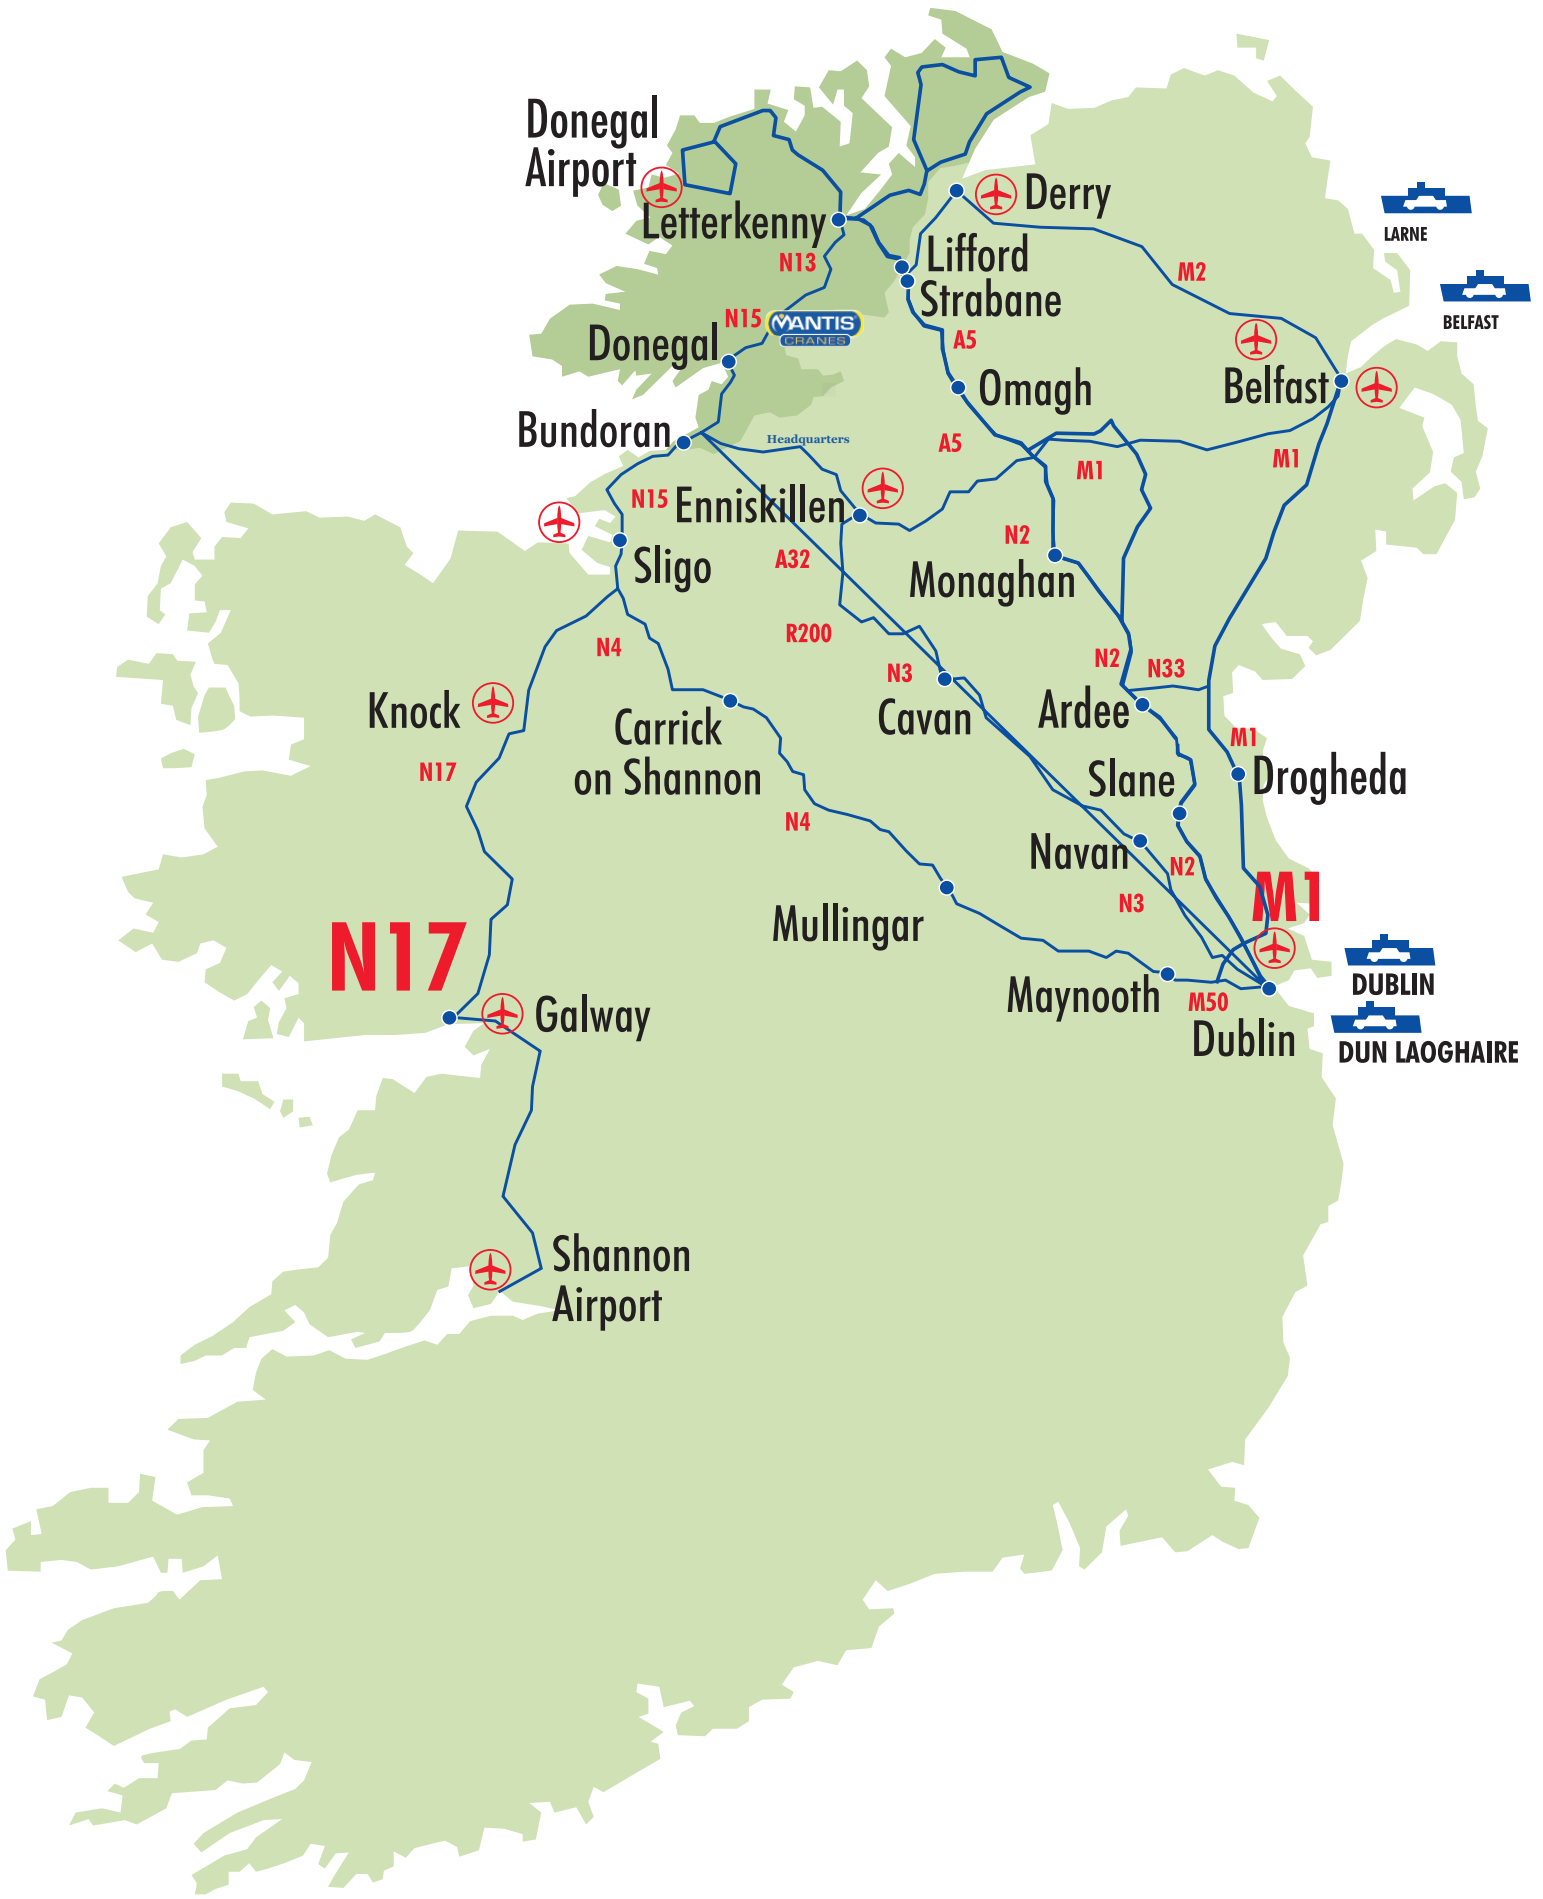 Donegal
Airport
Derry
Letterkenny
LARNE
N13
Lifford
M2
Strabane
BELFAST
N15
MANTIS
CRANES
Donegal
A5
Omagh
Belfast
Bundoran
Headquarters
A5
M1
M1
N15
Enniskillen
N2
Sligo
A32
Monaghan
R200
N4
N3
N2
N33
Knock
Cavan
Ardee
Carrick
on Shannon
M1
N17
Slane
Drogheda
N4
Navan
N2
M1
N3
Mullingar
N17
DUBLIN
Maynooth
M50
Galway
Dublin
DUN LAOGHAIRE
Shannon
Airport